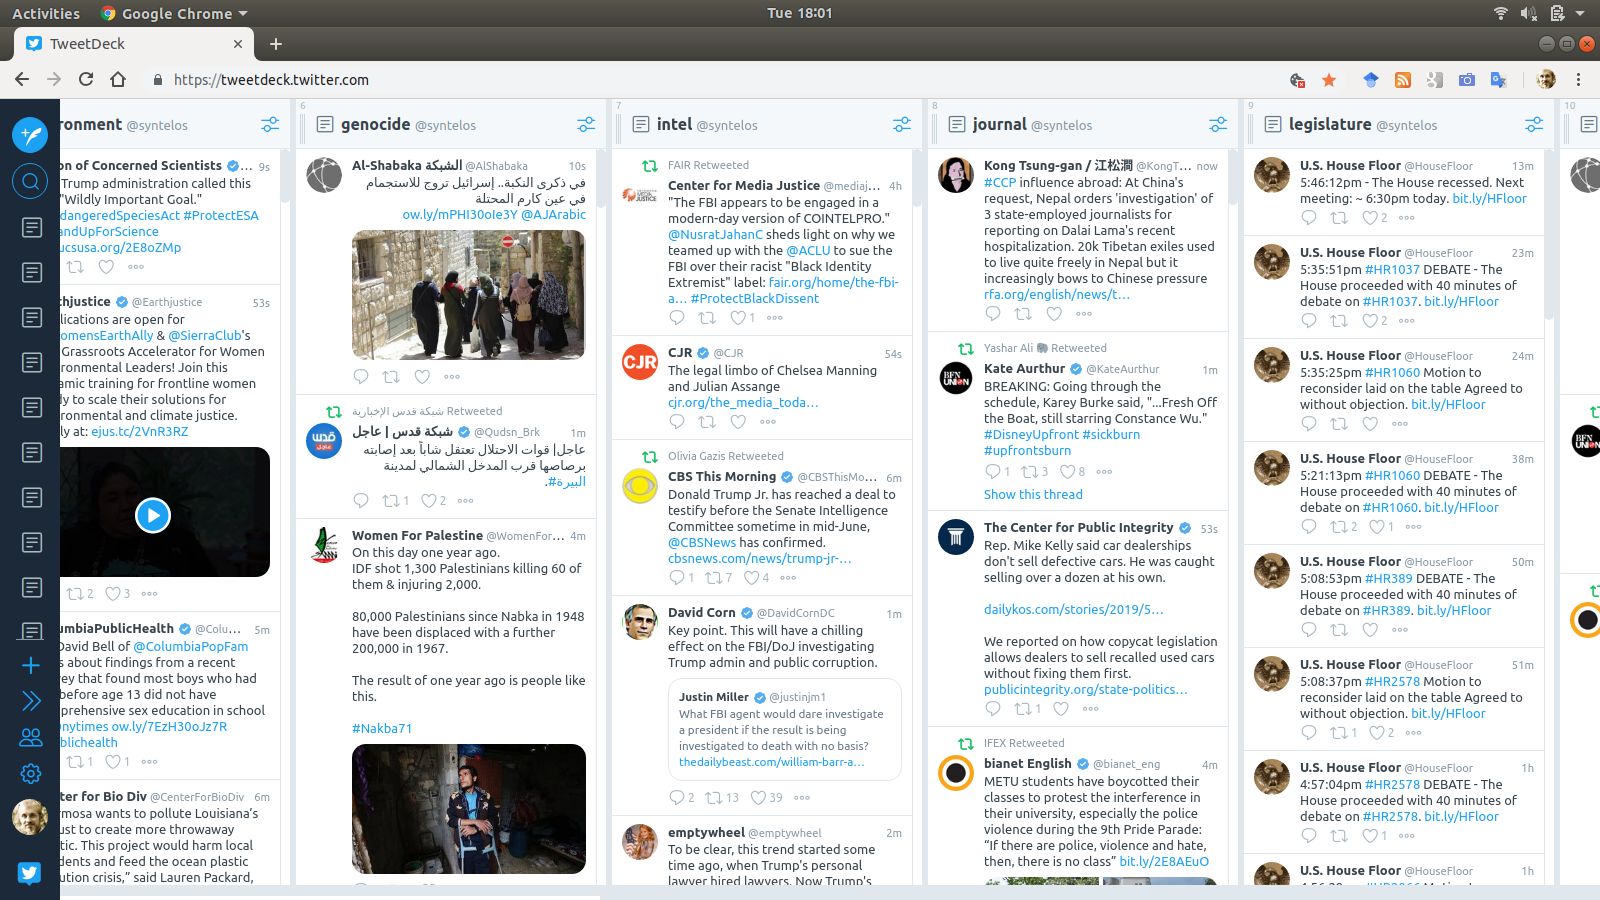 Activities
Google Chrome
Tue 18:01
TweetDeck
https://tweetdeck.twitter.com
ronment @syntelos
on of Concerned Scientists 9s
Trump administration called this
"Wildly Important Goal."
dangeredSpeciesAct #ProtectESA
andUpForScience
ucsusa.org/2E8oZMp
thjustice @Earthjustice 53s
lications are open for
omensEarthAlly & @SierraClub's
Grassroots Accelerator for Women
ronmental Leaders! Join this
amic training for frontline women
dy to scale their solutions for
ronmental and climate justice.
ly at: ejus.tc/2VnR3RZ
2 3
umbiaPublicHealth @Colu... 5m
David Bell of @ColumbiaPopFam
s about findings from a recent
vey that found most boys who had
before age 13 did not have
prehensive sex education in school
nytimes ow.ly/7EzH30oJz7R
blichealth
1 1
ter for Bio Div @CenterForBioDiv 6m
mosa wants to pollute Louisiana's
ust to create more throwaway
tic. This project would harm local
dents and feed the ocean plastic
ution crisis," said Lauren Packard,
6
genocide @syntelos
Al-Shabaka الشبكة @AlShabaka 10s
في ذكرى النكبة.. إسرائيل تروج للاستجمام
في عين كارم المحتلة
ow.ly/mPHI30oIe3Y @AJArabic
شبكة قدس الإخبارية Retweeted
شبكة قدس | عاجل @Qudsn_Brk 1m
عاجل| قوات الاحتلال تعتقل شاباً بعد إصابته
برصاصها قرب المدخل الشمالي لمدينة
#البيرة.
1 2
Women For Palestine @WomenFor... 4m
On this day one year ago.
IDF shot 1,300 Palestinians killing 60 of
them & injuring 2,000.
80,000 Palestinians since Nabka in 1948
have been displaced with a further
200,000 in 1967.
The result of one year ago is people like
this.
#Nakba71
7
intel @syntelos
FAIR Retweeted
Center for Media Justice @mediaj... 4h
"The FBI appears to be engaged in a
modern-day version of COINTELPRO."
@NusratJahanC sheds light on why we
teamed up with the @ACLU to sue the
FBI over their racist "Black Identity
Extremist" label: fair.org/home/the-fbi-
a... #ProtectBlackDissent
1
CJR
CJR @CJR 54s
The legal limbo of Chelsea Manning
and Julian Assange
cjr.org/the_media_toda...
Olivia Gazis Retweeted
CBS This Morning @CBSThisMo... 6m
Donald Trump Jr. has reached a deal to
testify before the Senate Intelligence
Committee sometime in mid-June,
@CBSNews has confirmed.
cbsnews.com/news/trump-jr-...
1 7 4
David Corn @DavidCornDC 1m
Key point. This will have a chilling
effect on the FBI/DoJ investigating
Trump admin and public corruption.
Justin Miller @justinjm1
What FBI agent would dare investigate
a president if the result is being
investigated to death with no basis?
thedailybeast.com/william-barr-a...
2 13 39
emptywheel @emptywheel 2m
To be clear, this trend started some
time ago, when Trump's personal
lawyer hired lawyers. Now Trump's
8
journal @syntelos
Kong Tsung-gan / 江松澗 @KongT... now
#CCP influence abroad: At China's
request, Nepal orders 'investigation' of
3 state-employed journalists for
reporting on Dalai Lama's recent
hospitalization. 20k Tibetan exiles used
to live quite freely in Nepal but it
increasingly bows to Chinese pressure
rfa.org/english/news/t...
Yashar Ali Retweeted
BFN UNION
Kate Aurthur @KateAurthur 1m
BREAKING: Going through the
schedule, Karey Burke said, "...Fresh Off
the Boat, still starring Constance Wu."
#DisneyUpfront #sickburn
#upfrontsburn
1 3 8
Show this thread
The Center for Public Integrity 53s
Rep. Mike Kelly said car dealerships
don't sell defective cars. He was caught
selling over a dozen at his own.
dailykos.com/stories/2019/5...
We reported on how copycat legislation
allows dealers to sell recalled used cars
without fixing them first.
publicintegrity.org/state-politics...
1
IFEX Retweeted
bianet English @bianet_eng 4m
METU students have boycotted their
classes to protest the interference in
their university, especially the police
violence during the 9th Pride Parade:
“If there are police, violence and hate,
then, there is no class” bit.ly/2E8AEuO
9
legislature @syntelos
U.S. House Floor @HouseFloor 13m
5:46:12pm - The House recessed. Next
meeting: ~ 6:30pm today. bit.ly/HFloor
2
U.S. House Floor @HouseFloor 23m
5:35:51pm #HR1037 DEBATE - The
House proceeded with 40 minutes of
debate on #HR1037. bit.ly/HFloor
2
U.S. House Floor @HouseFloor 24m
5:35:25pm #HR1060 Motion to
reconsider laid on the table Agreed to
without objection. bit.ly/HFloor
U.S. House Floor @HouseFloor 38m
5:21:13pm #HR1060 DEBATE - The
House proceeded with 40 minutes of
debate on #HR1060. bit.ly/HFloor
2 1
U.S. House Floor @HouseFloor 50m
5:08:53pm #HR389 DEBATE - The
House proceeded with 40 minutes of
debate on #HR389. bit.ly/HFloor
U.S. House Floor @HouseFloor 51m
5:08:37pm #HR2578 Motion to
reconsider laid on the table Agreed to
without objection. bit.ly/HFloor
1 2
U.S. House Floor @HouseFloor 1h
4:57:04pm #HR2578 DEBATE - The
House proceeded with 40 minutes of
debate on #HR2578. bit.ly/HFloor
1
U.S. House Floor @HouseFloor 1h
10
BFN UNION